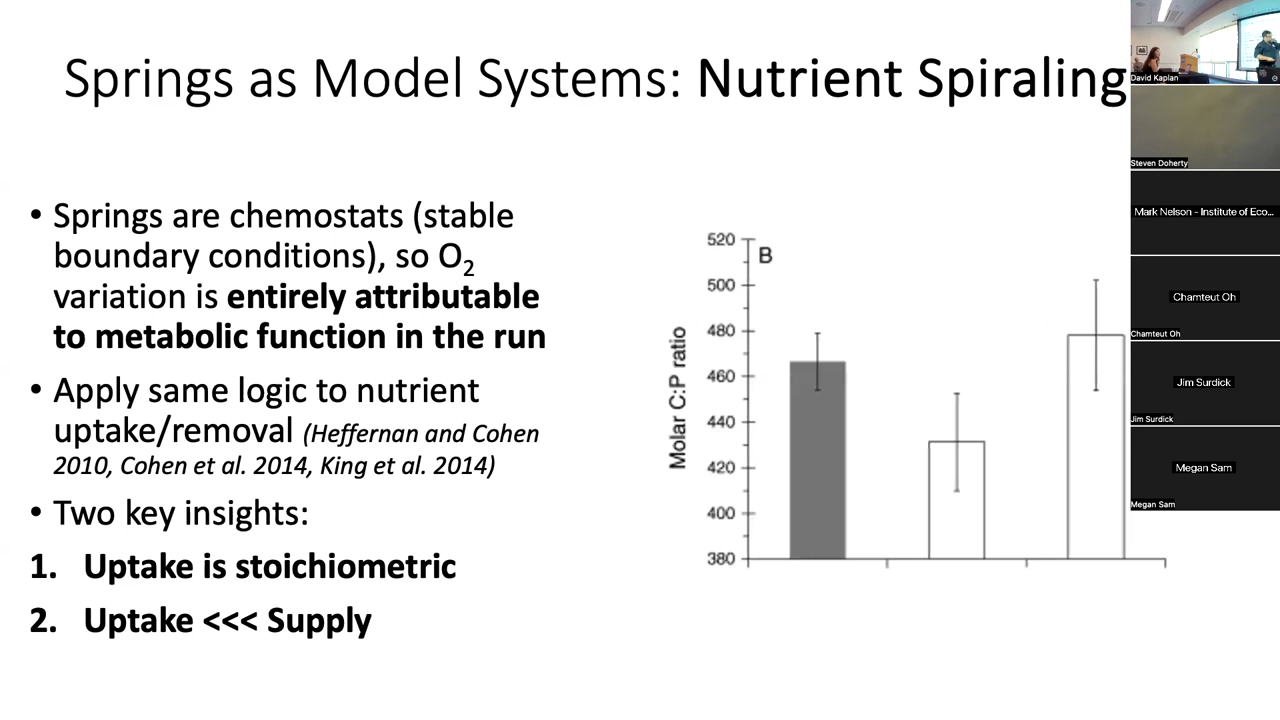 Springs as Model Systems: Nutrient Spiraling
• Springs are chemostats (stable
boundary conditions), so O₂
variation is entirely attributable
to metabolic function in the run
• Apply same logic to nutrient
uptake/removal (Heffernan and Cohen
2010, Cohen et al. 2014, King et al. 2014)
• Two key insights:
1. Uptake is stoichiometric
2. Uptake <<< Supply
B
Molar C:P ratio
520
500
480
460
440
420
400
380
David Kaplan
Steven Doherty
Mark Nelson - Institute of Eco...
Chamteut Oh
Chamteut Oh
Jim Surdick
Jim Surdick
Megan Sam
Megan Sam